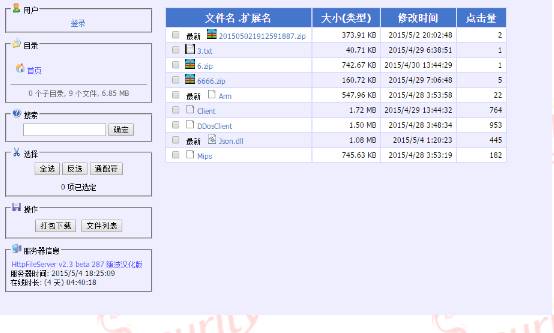 用户
登录
目录
首页
0 个子目录, 9 个文件, 6.85 MB
搜索
确定
选择
全选 反选 通配符
0 项已选定
操作
打包下载 文件列表
服务器信息
HttpFileServer v2.3 beta 287 随波汉化版
服务器时间: 2015/5/4 18:25:09
在线时长: (4 天) 04:40:18
文件名 .扩展名 大小(类型) 修改时间 点击量
最新 201505021912591887.zip 373.91 KB 2015/5/2 20:02:48 2
3.txt 40.71 KB 2015/4/29 6:38:51 1
6.zip 742.67 KB 2015/4/30 13:44:29 1
6666.zip 160.72 KB 2015/4/29 7:06:48 5
最新 Arm 547.96 KB 2015/4/28 3:53:58 22
Client 1.72 MB 2015/4/29 13:44:32 764
DDosClient 1.50 MB 2015/4/28 3:48:34 953
最新 Json.dll 1.08 MB 2015/5/4 1:20:23 445
Mips 745.63 KB 2015/4/28 3:53:19 182
Security